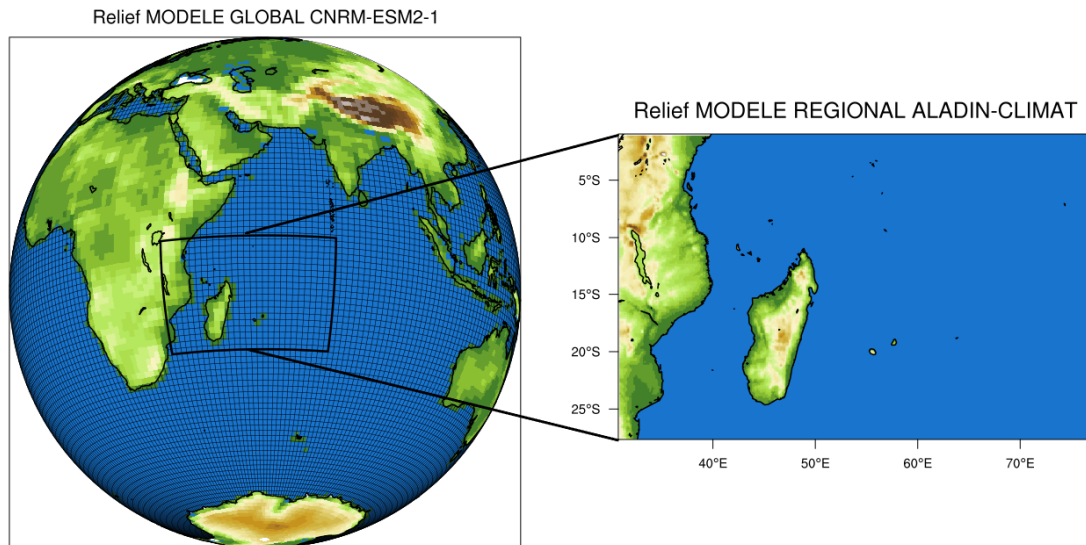 Relief MODELE GLOBAL CNRM-ESM2-1
Relief MODELE REGIONAL ALADIN-CLIMAT
5°S
10°S
15°S
20°S
25°S
40°E
50°E
60°E
70°E